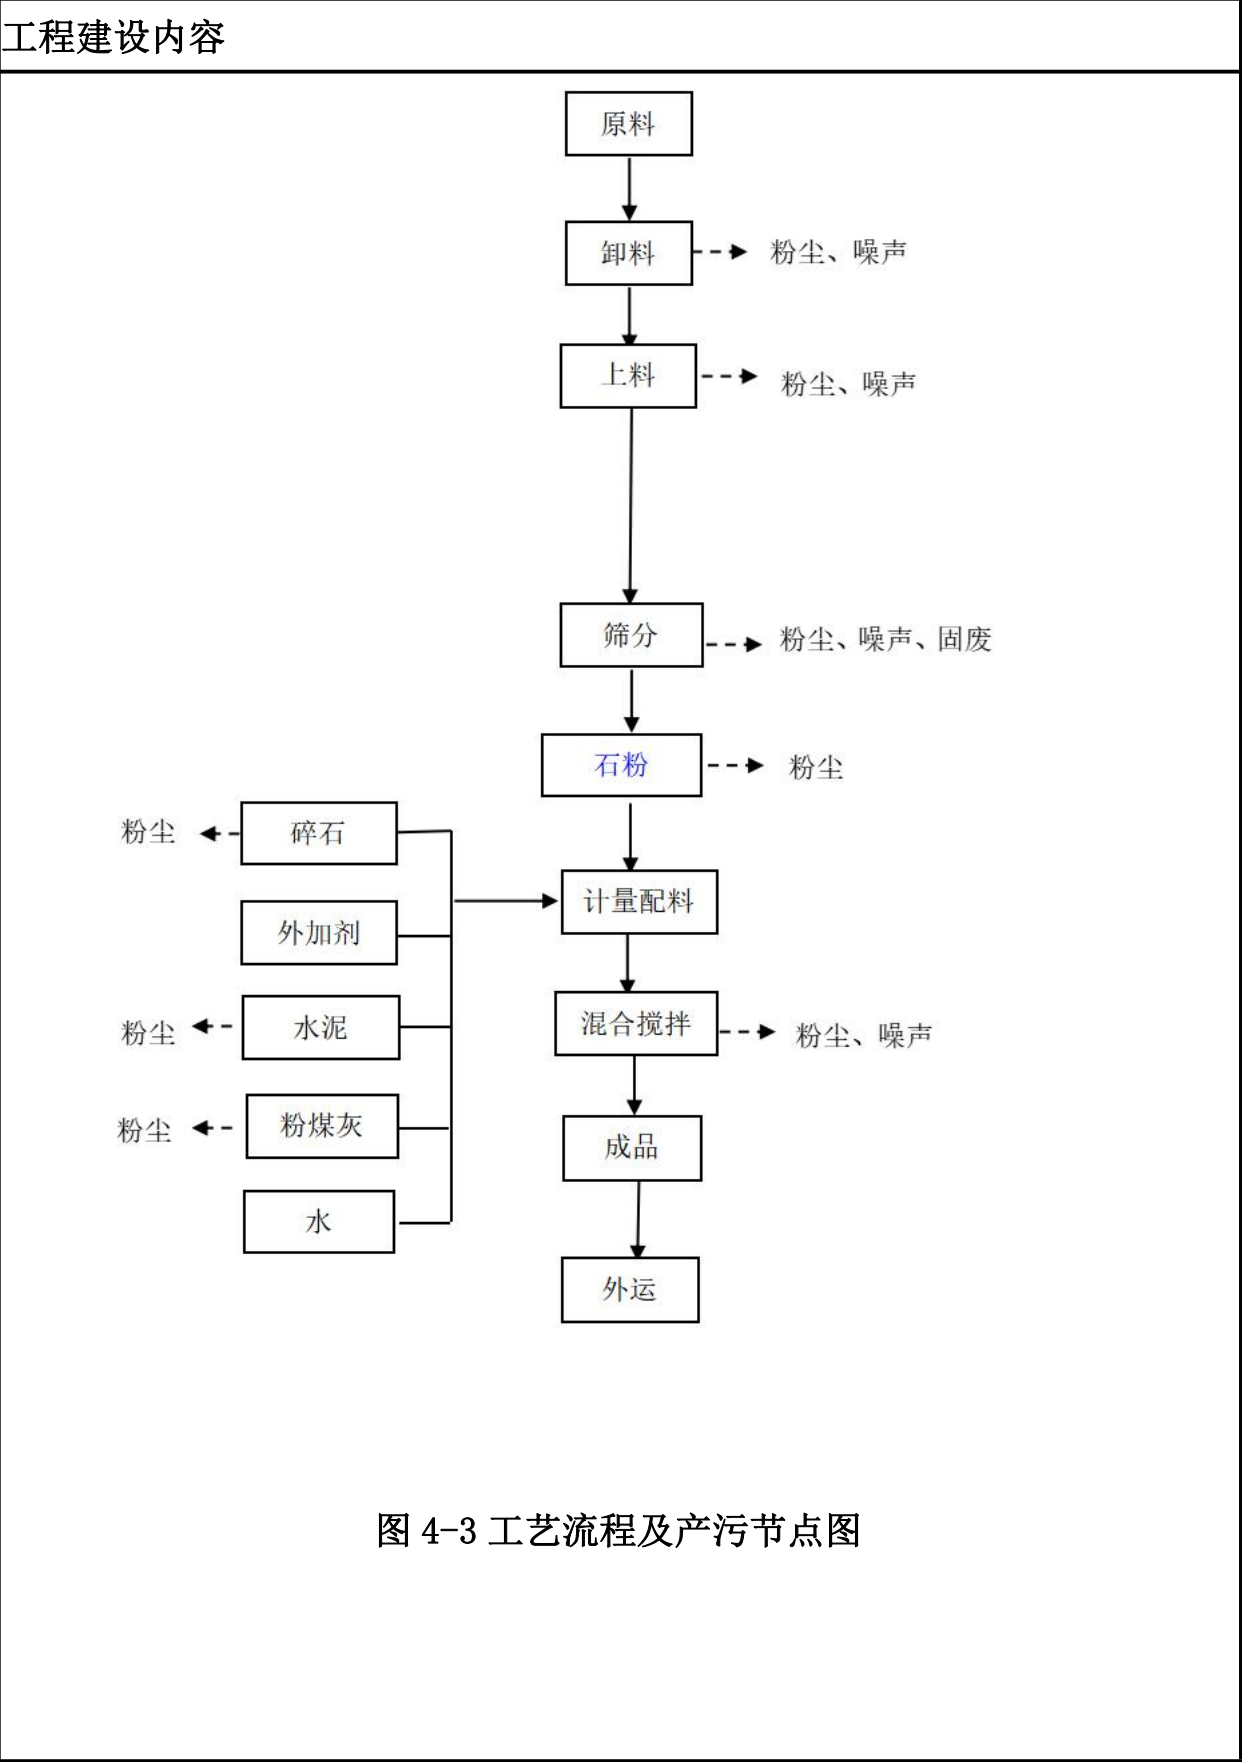 工程建设内容
原料
卸料
粉尘、噪声
上料
粉尘、噪声
筛分
粉尘、噪声、固废
石粉
粉尘
粉尘
碎石
计量配料
外加剂
粉尘
水泥
混合搅拌
粉尘、噪声
粉尘
粉煤灰
成品
水
外运
图 4-3 工艺流程及产污节点图